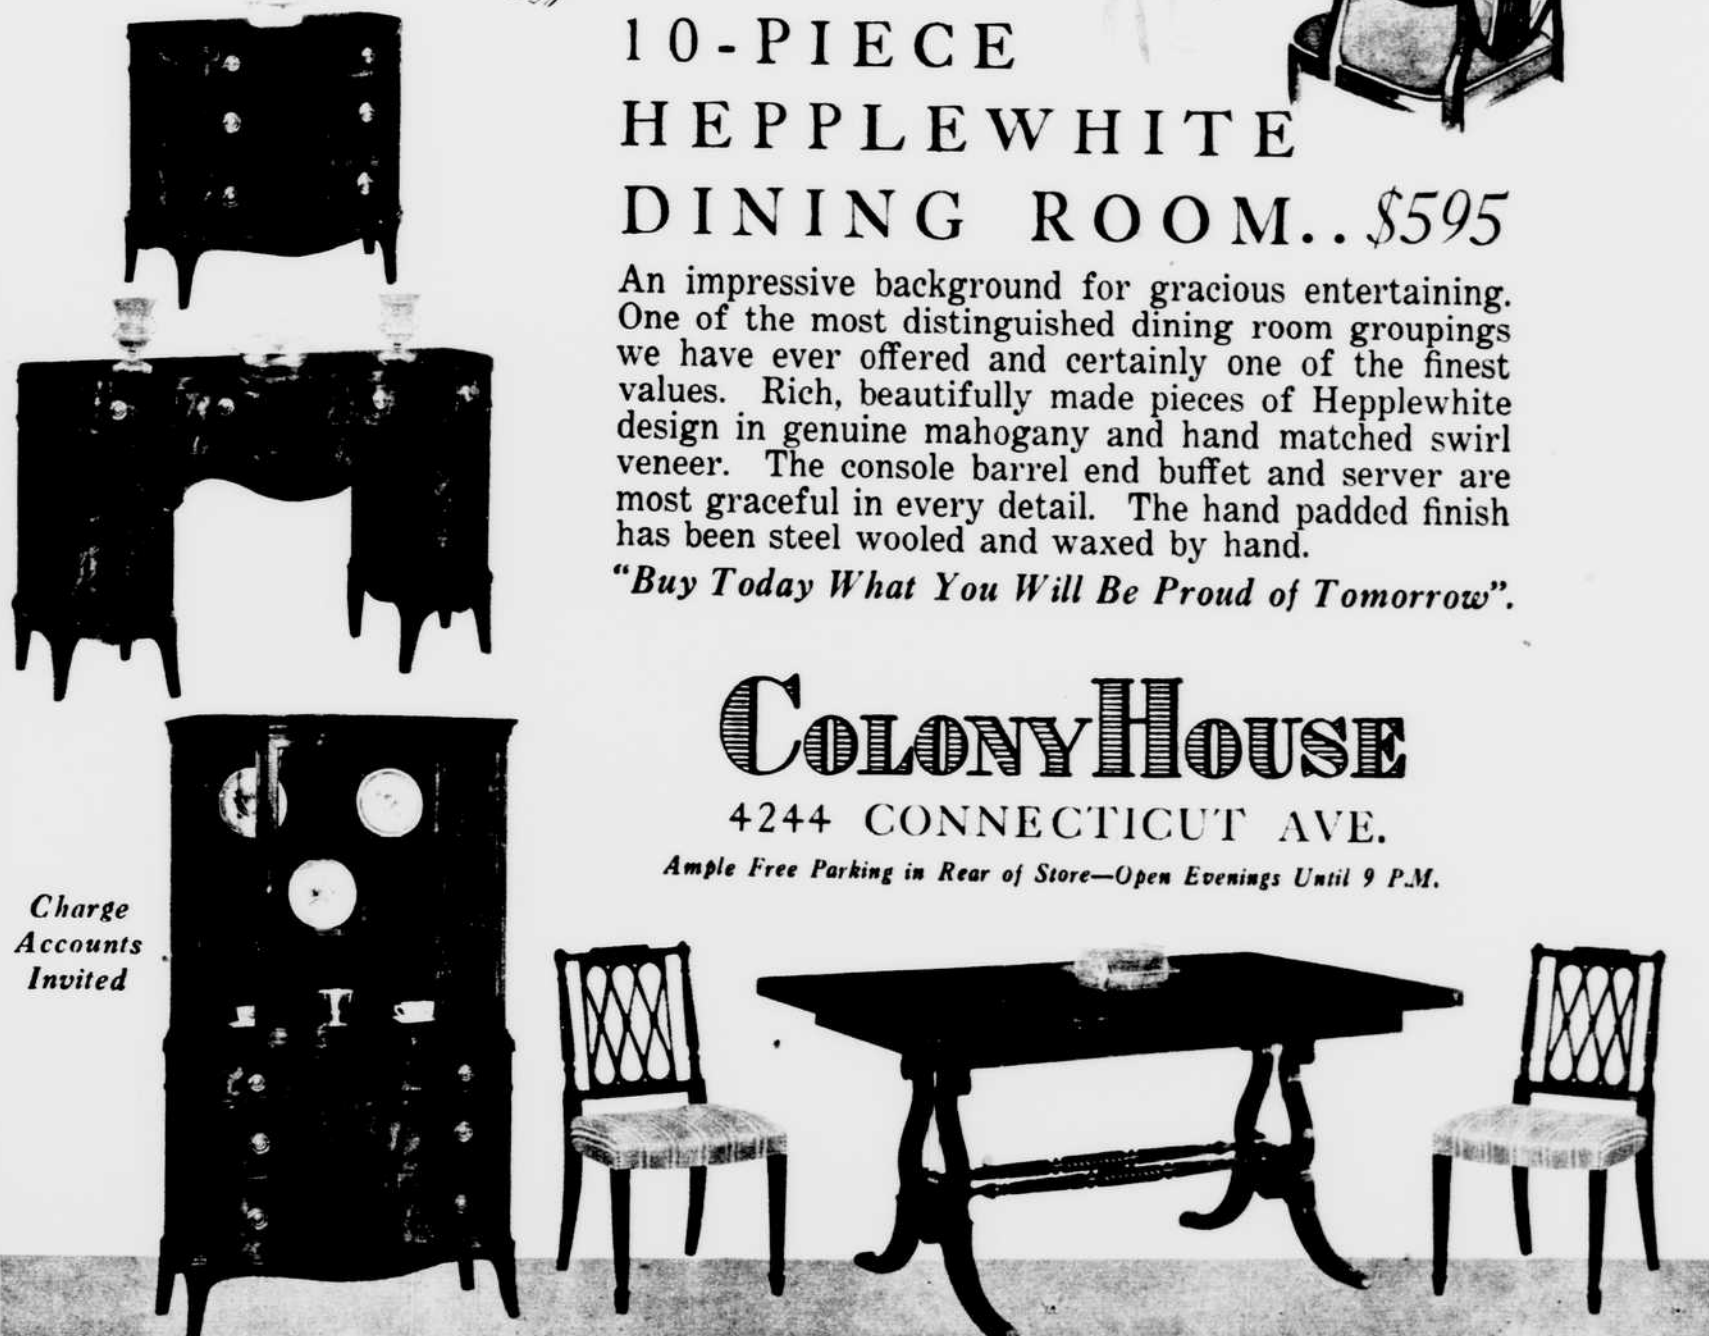 10-PIECE
HEPPLEWHITE
DINING ROOM..$595
An impressive background for gracious entertaining.
One of the most distinguished dining room groupings
we have ever offered and certainly one of the finest
values. Rich, beautifully made pieces of Hepplewhite
design in genuine mahogany and hand matched swirl
veneer. The console barrel end buffet and server are
most graceful in every detail. The hand padded finish
has been steel wooled and waxed by hand.
"Buy Today What You Will Be Proud of Tomorrow".
COLONY HOUSE
4244 CONNECTICUT AVE.
Ample Free Parking in Rear of Store—Open Evenings Until 9 P.M.
Charge
Accounts
Invited